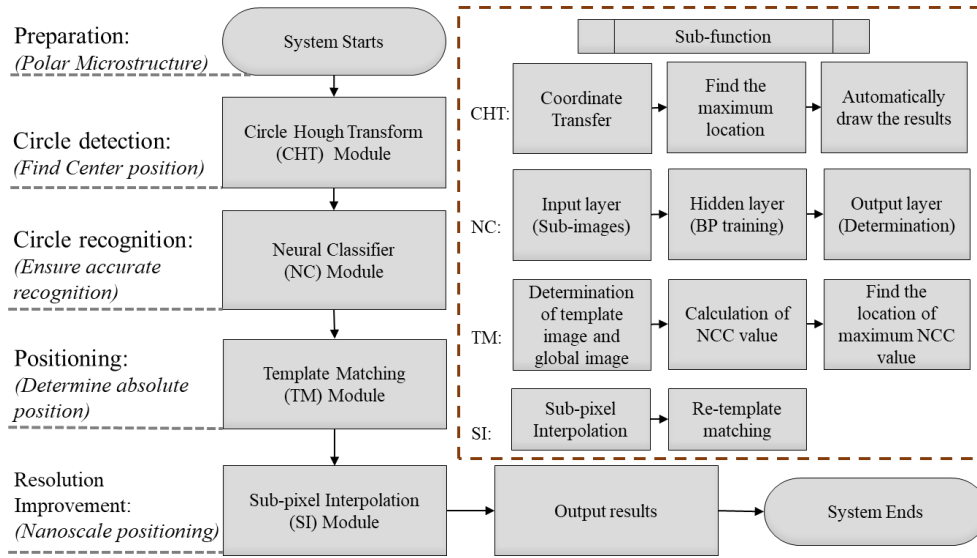 Preparation:
(Polar Microstructure)
System Starts
Circle detection:
(Find Center position)
Circle Hough Transform
(CHT) Module
Circle recognition:
(Ensure accurate
recognition)
Neural Classifier
(NC) Module
Positioning:
(Determine absolute
position)
Template Matching
(TM) Module
Resolution
Improvement:
(Nanoscale positioning)
Sub-pixel Interpolation
(SI) Module
Output results
System Ends
Sub-function
CHT:
Coordinate
Transfer
Find the
maximum
location
Automatically
draw the results
NC:
Input layer
(Sub-images)
Hidden layer
(BP training)
Output layer
(Determination)
TM:
Determination
of template
image and
global image
Calculation of
NCC value
Find the
location of
maximum NCC
value
SI:
Sub-pixel
Interpolation
Re-template
matching